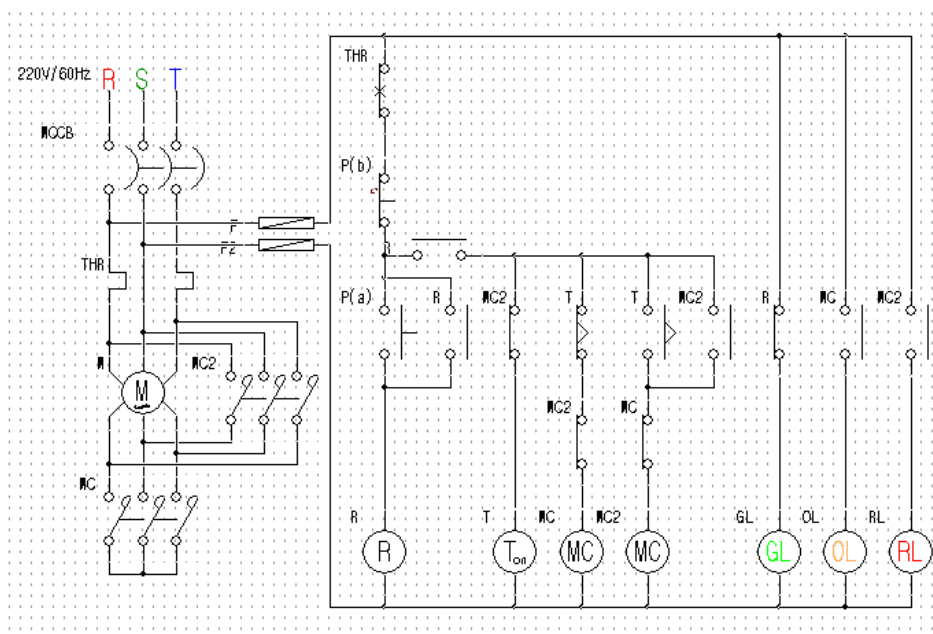 THR
220V/60Hz R S T
MCCB
P(b)
F
F2
THR
P(a) R MC2 T T MC2 R MC MC2
M MC2
M
MC2 MC
MC
R T MC MC2 GL OL RL
R Ton MC MC GL OL RL